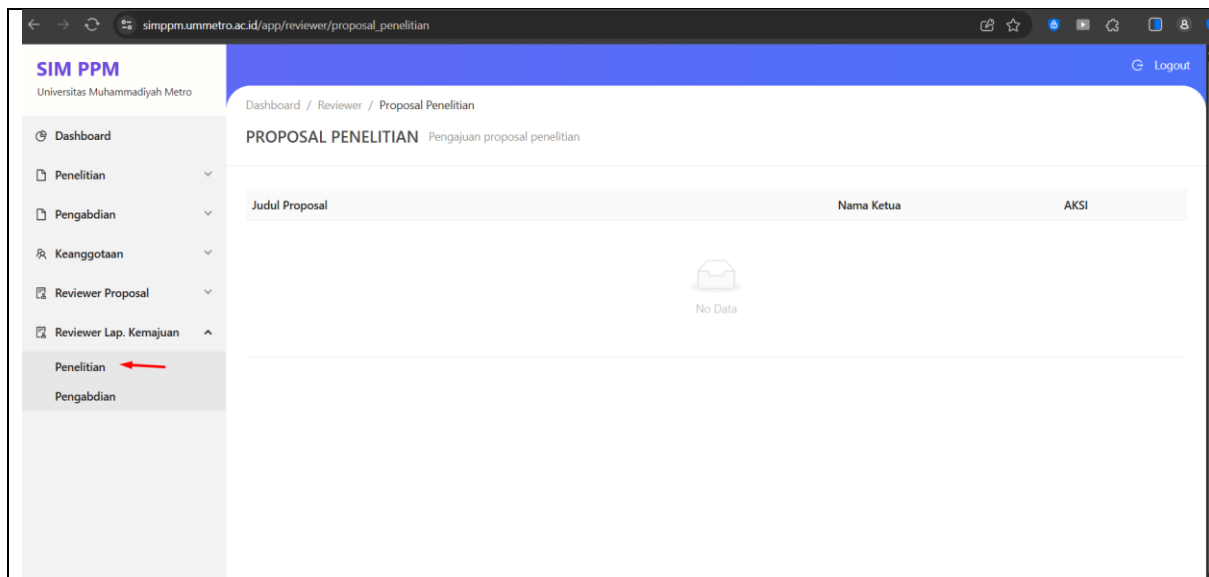 simppm.ummetro.ac.id/app/reviewer/proposal_penelitian
SIM PPM
Universitas Muhammadiyah Metro
Logout
Dashboard / Reviewer / Proposal Penelitian
PROPOSAL PENELITIAN Pengajuan proposal penelitian
Dashboard
Penelitian
Pengabdian
Keanggotaan
Reviewer Proposal
Reviewer Lap. Kemajuan
Penelitian
Pengabdian
Judul Proposal Nama Ketua AKSI
No Data